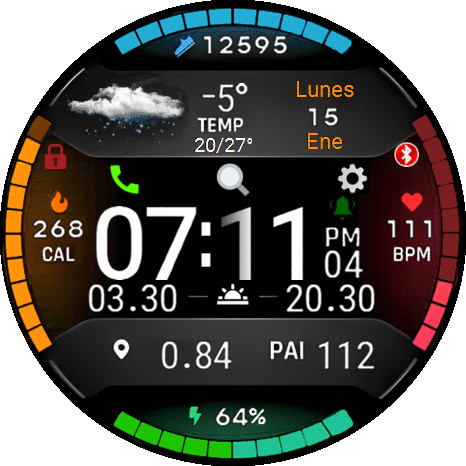 12595
-5°
TEMP
20/27°
Lunes
15
Ene
268
CAL
111
BPM
07:11
PM
04
03.30
20.30
0.84
PAI 112
64%